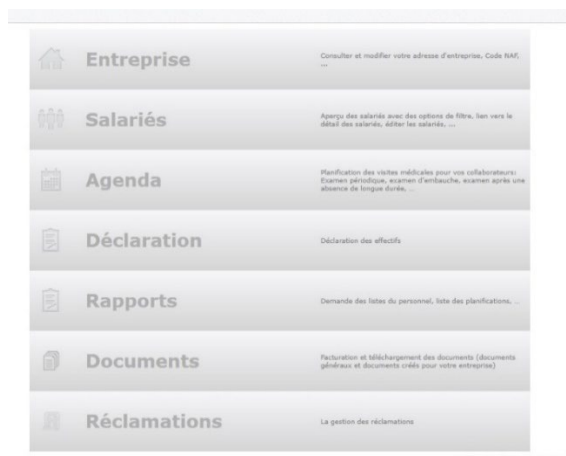 Entreprise
Consulter et modifier votre adresse d'entreprise, Code NAF,
...
Salariés
Aperçu des salariés avec des options de filtre, lien vers le
détail des salariés, éditer les salariés, ...
Agenda
Planification des visites médicales pour vos collaborateurs:
Examen périodique, examen d'embauche, examen après une
absence de longue durée, ...
Déclaration
Déclaration des effectifs
Rapports
Demande des listes du personnel, liste des planifications, ...
Documents
Facturation et téléchargement des documents (documents
généraux et documents créés pour votre entreprise)
Réclamations
La gestion des réclamations